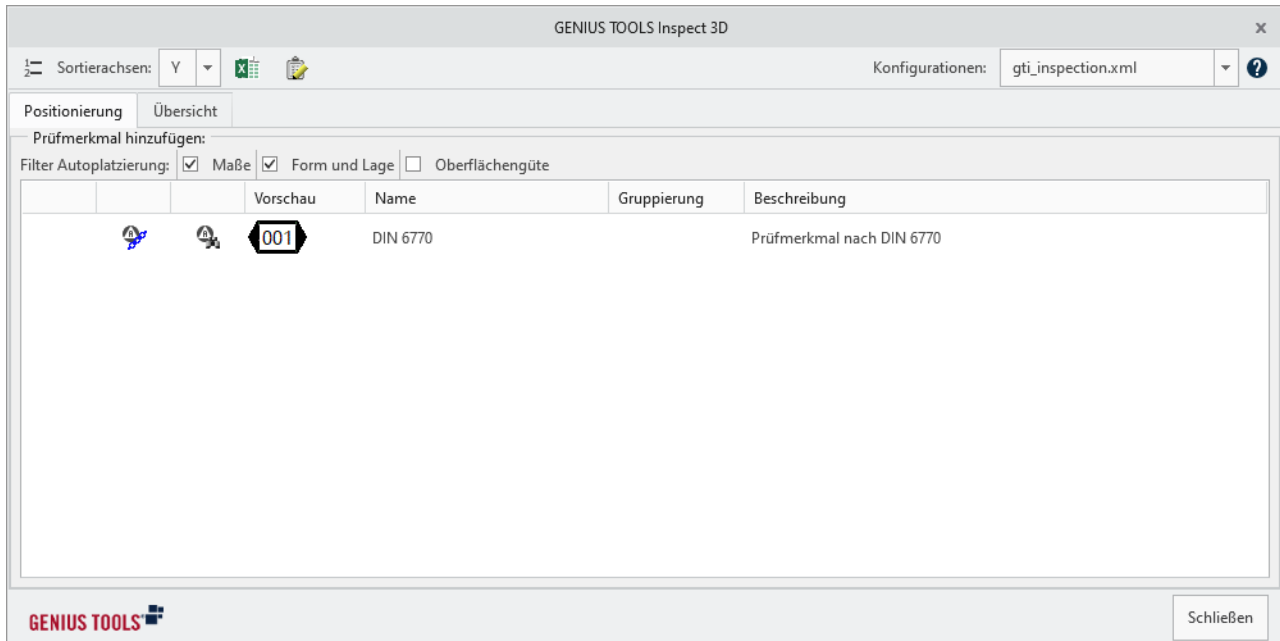 GENIUS TOOLS Inspect 3D
Sortierachsen: Y Konfigurationen: gti_inspection.xml
Positionierung Übersicht
Prüfmerkmal hinzufügen:
Filter Autoplatzierung: Maße Form und Lage Oberflächengüte
Vorschau Name Gruppierung Beschreibung
001 DIN 6770 Prüfmerkmal nach DIN 6770
GENIUS TOOLS Schließen